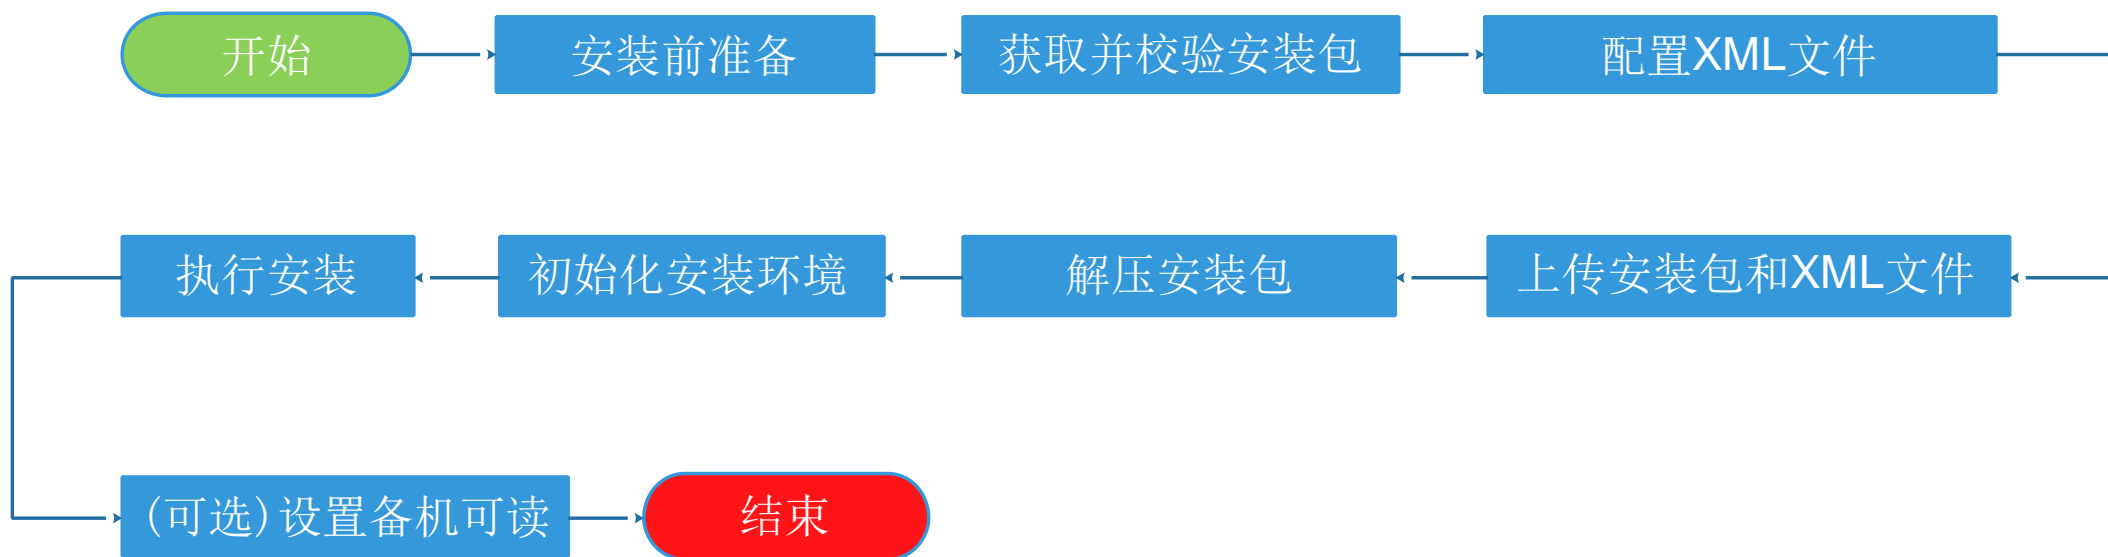 开始
安装前准备
获取并校验安装包
配置XML文件
执行安装
初始化安装环境
解压安装包
上传安装包和XML文件
(可选)设置备机可读
结束